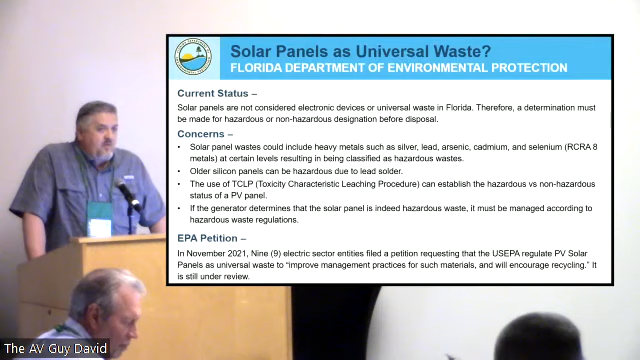 Solar Panels as Universal Waste?
FLORIDA DEPARTMENT OF ENVIRONMENTAL PROTECTION
Current Status –
Solar panels are not considered electronic devices or universal waste in Florida. Therefore, a determination must
be made for hazardous or non-hazardous designation before disposal.
Concerns –
• Solar panel wastes could include heavy metals such as silver, lead, arsenic, cadmium, and selenium (RCRA 8
metals) at certain levels resulting in being classified as hazardous wastes.
• Older silicon panels can be hazardous due to lead solder.
• The use of TCLP (Toxicity Characteristic Leaching Procedure) can establish the hazardous vs non-hazardous
status of a PV panel.
• If the generator determines that the solar panel is indeed hazardous waste, it must be managed according to
hazardous waste regulations.
EPA Petition –
In November 2021, Nine (9) electric sector entities filed a petition requesting that the USEPA regulate PV Solar
Panels as universal waste to “improve management practices for such materials, and will encourage recycling.” It
is still under review.
The AV Guy David